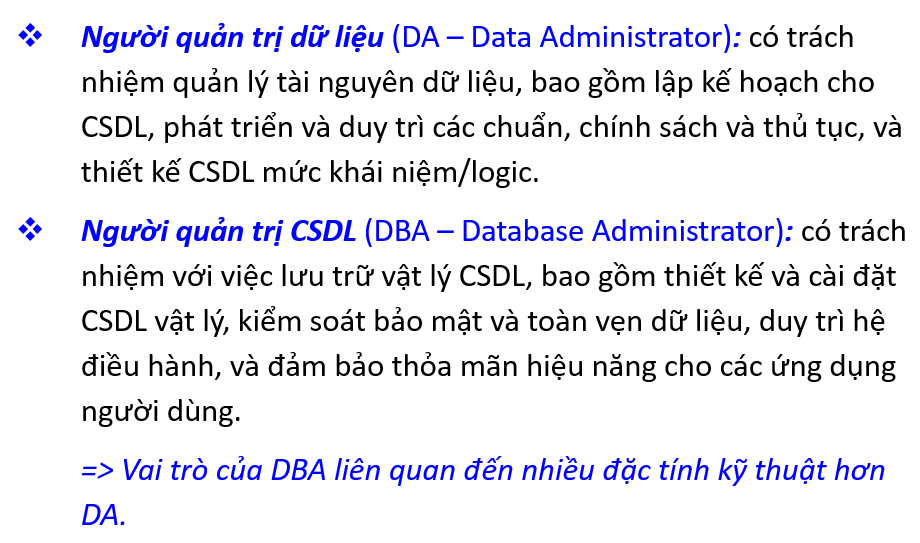 ❖ Người quản trị dữ liệu (DA – Data Administrator): có trách
nhiệm quản lý tài nguyên dữ liệu, bao gồm lập kế hoạch cho
CSDL, phát triển và duy trì các chuẩn, chính sách và thủ tục, và
thiết kế CSDL mức khái niệm/logic.
❖ Người quản trị CSDL (DBA – Database Administrator): có trách
nhiệm với việc lưu trữ vật lý CSDL, bao gồm thiết kế và cài đặt
CSDL vật lý, kiểm soát bảo mật và toàn vẹn dữ liệu, duy trì hệ
điều hành, và đảm bảo thỏa mãn hiệu năng cho các ứng dụng
người dùng.
=> Vai trò của DBA liên quan đến nhiều đặc tính kỹ thuật hơn
DA.